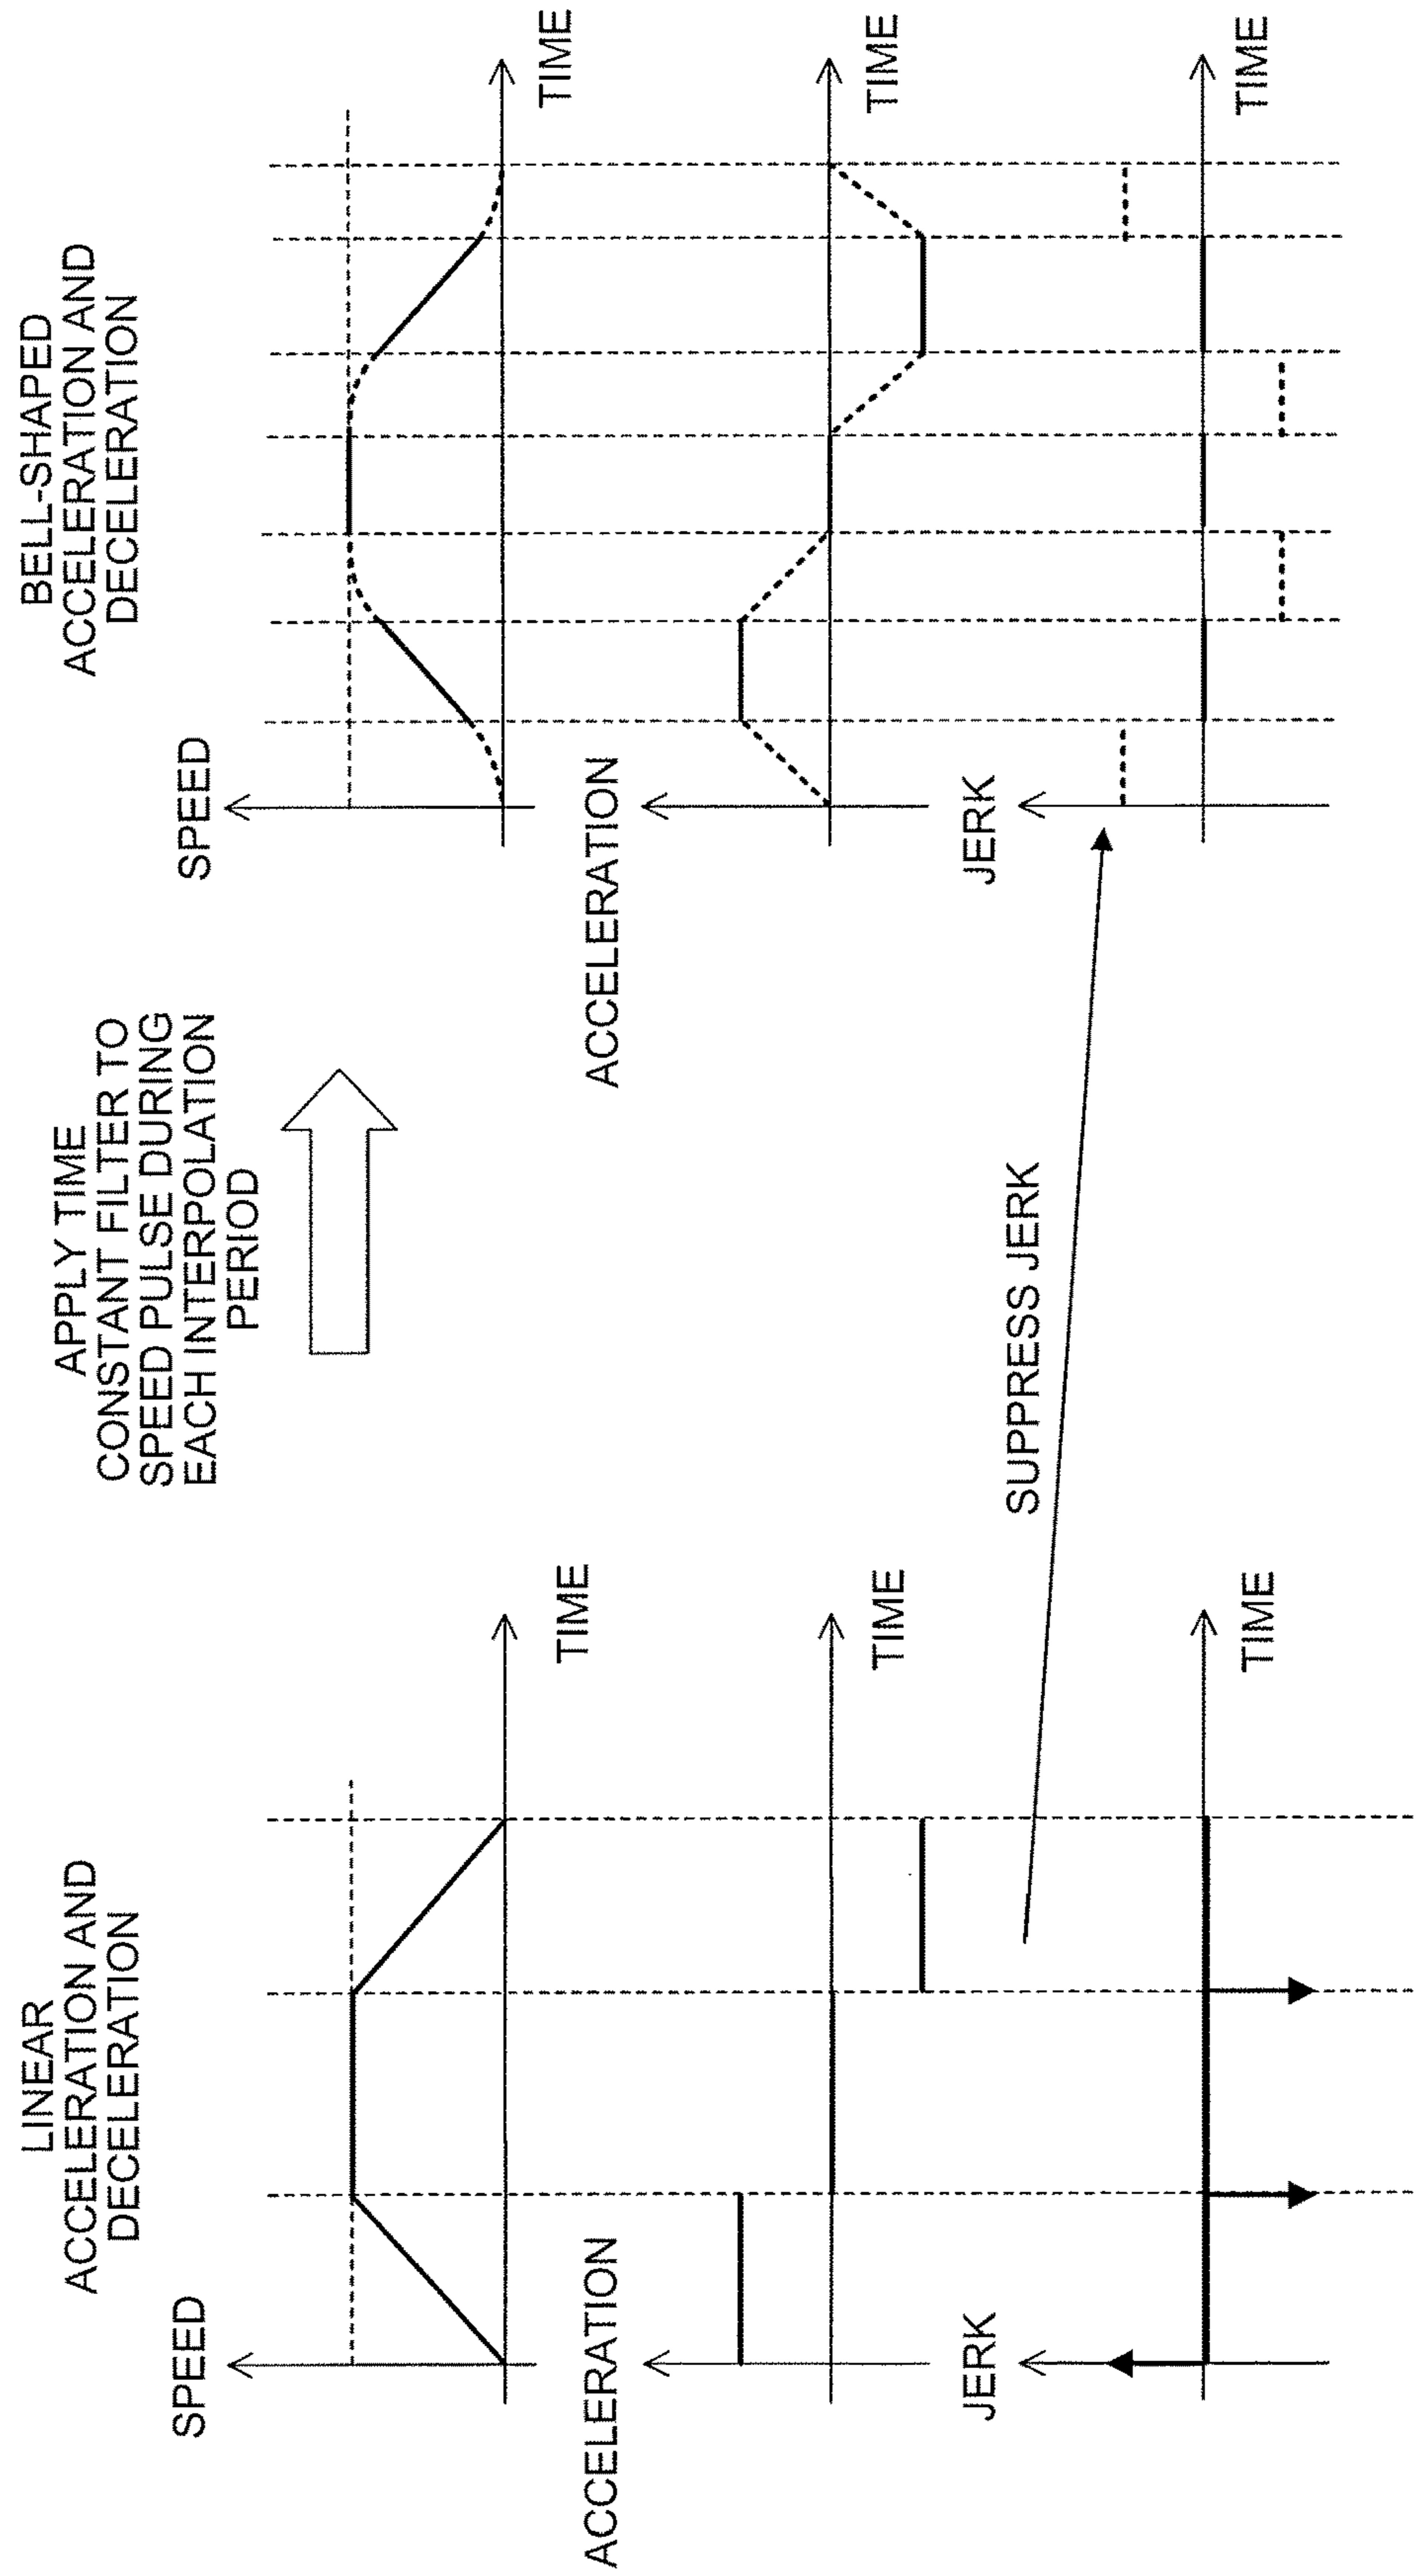 LINEAR
ACCELERATION AND
DECELERATION
SPEED
TIME
ACCELERATION
TIME
JERK
TIME
APPLY TIME
CONSTANT FILTER TO
SPEED PULSE DURING
EACH INTERPOLATION
PERIOD
SUPPRESS JERK
BELL-SHAPED
ACCELERATION AND
DECELERATION
SPEED
TIME
ACCELERATION
TIME
JERK
TIME